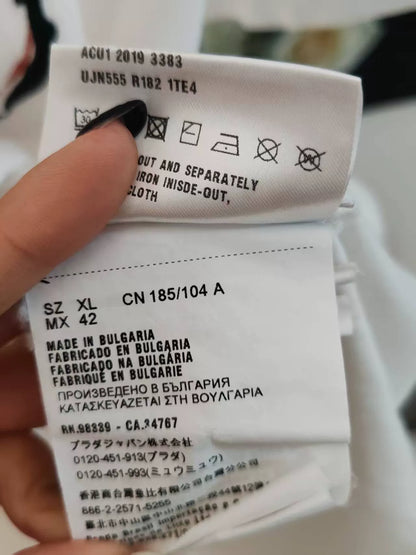 ACU1 2019 3383
UJN555 R182 1TE4
30
OUT AND SEPARATELY
IRON INISDE-OUT,
CLOTH
SZ XL CN 185/104 A
MX 42
MADE IN BULGARIA
FABRICADO EN BULGARIA
FABRICADO NA BULGÁRIA
FABRIQUÉ EN BULGARIE
ПРОИЗВЕДЕНО В БЪЛГАРИЯ
ΚΑΤΑΣΚΕΥΑΖΕΤΑΙ ΣΤΗ ΒΟΥΛΓΑΡΙΑ
RN.98339 - CA.34767
プラダジャパン株式会社
0120-451-913(プラダ)
0120-451-993(ミュウミュウ)